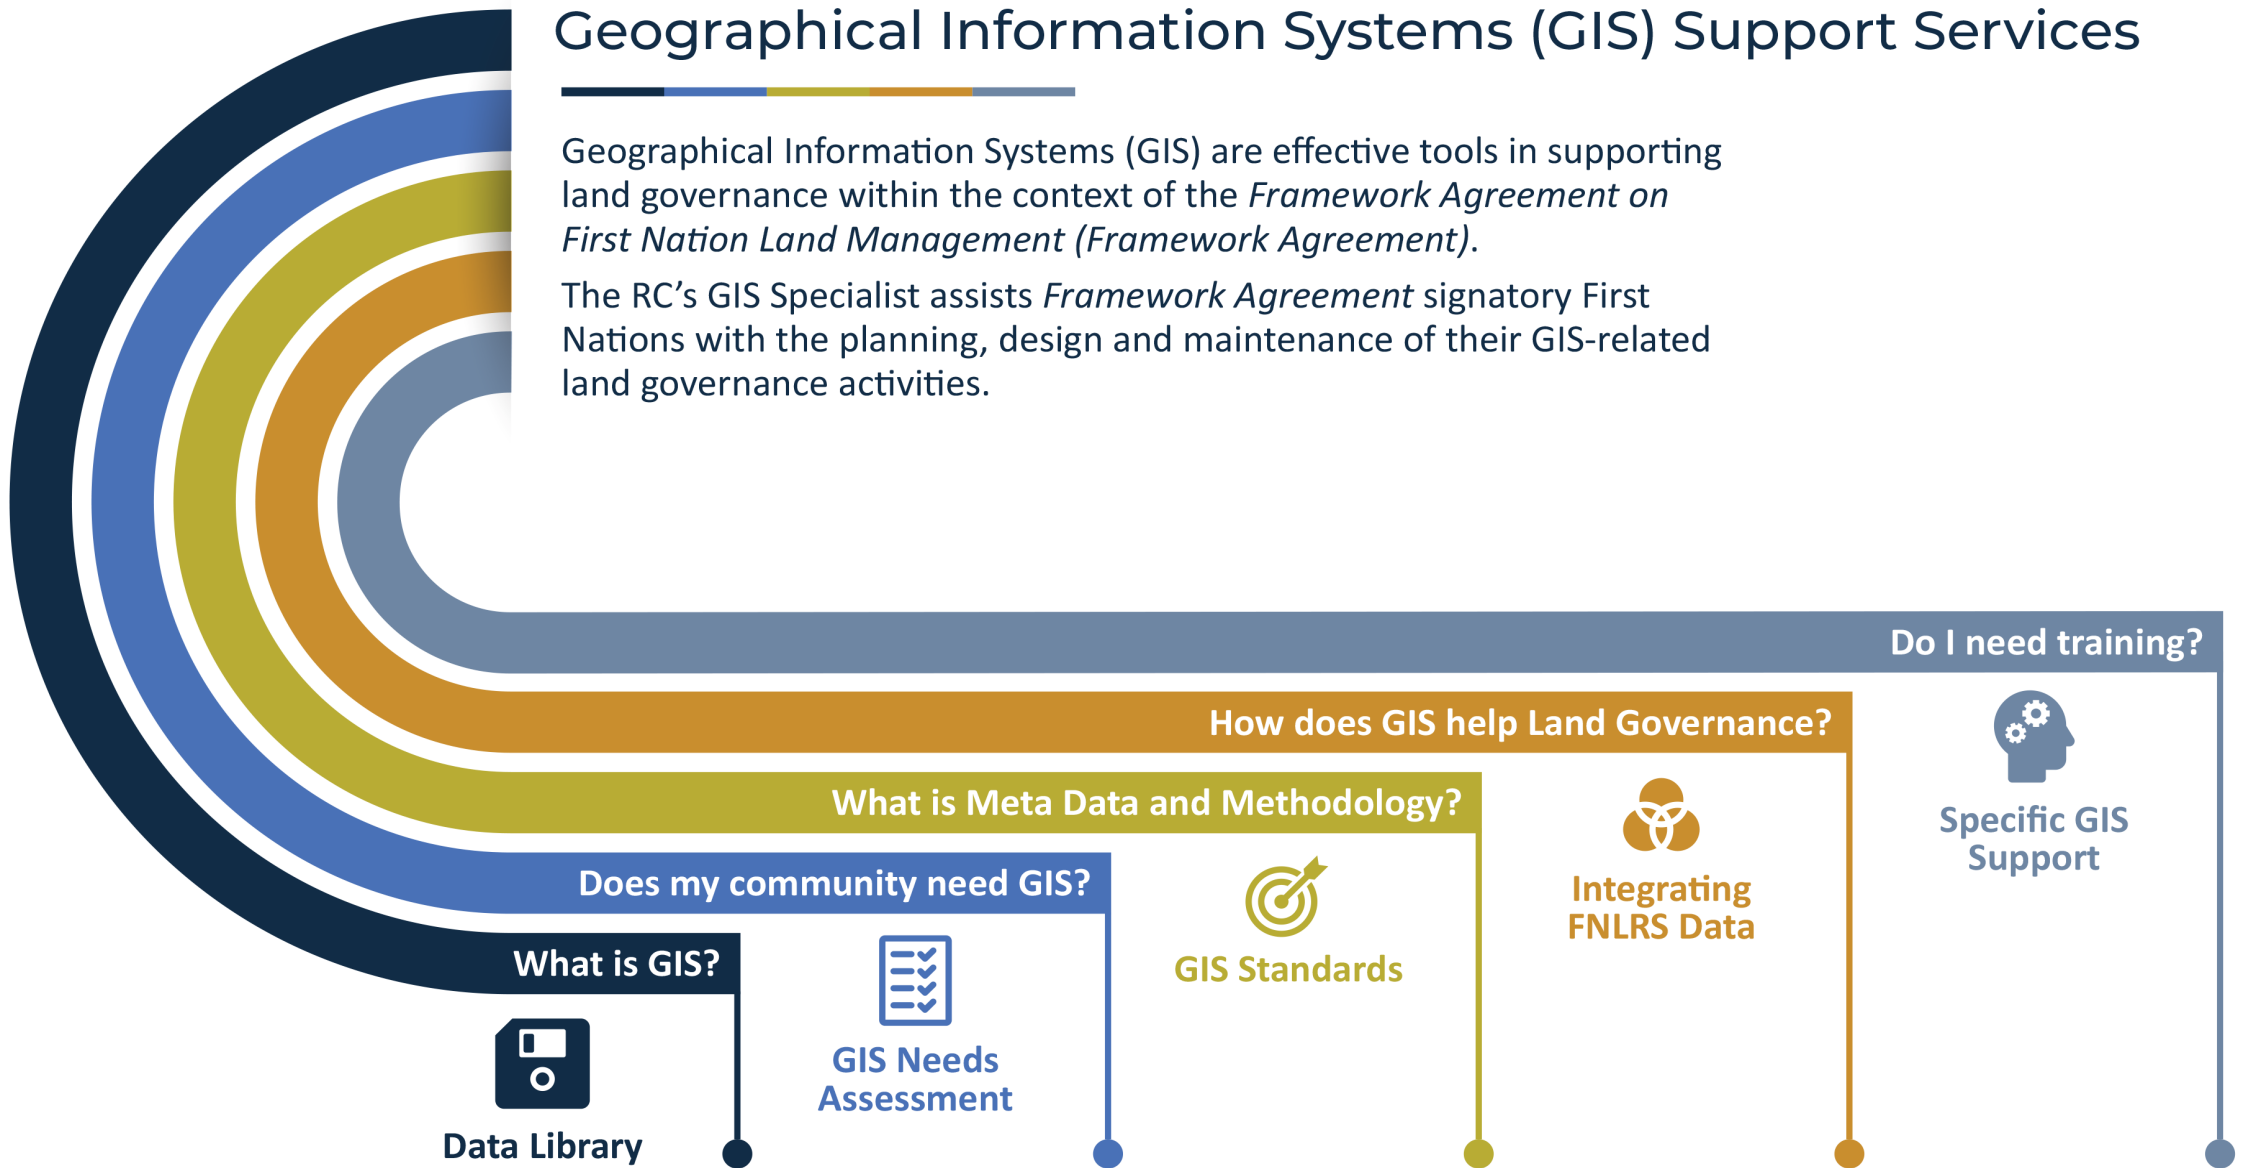 Geographical Information Systems (GIS) Support Services
Geographical Information Systems (GIS) are effective tools in supporting
land governance within the context of the Framework Agreement on
First Nation Land Management (Framework Agreement).
The RC’s GIS Specialist assists Framework Agreement signatory First
Nations with the planning, design and maintenance of their GIS-related
land governance activities.
Do I need training?
Specific GIS
Support
How does GIS help Land Governance?
Integrating
FNLRS Data
What is Meta Data and Methodology?
GIS Standards
Does my community need GIS?
GIS Needs
Assessment
What is GIS?
Data Library